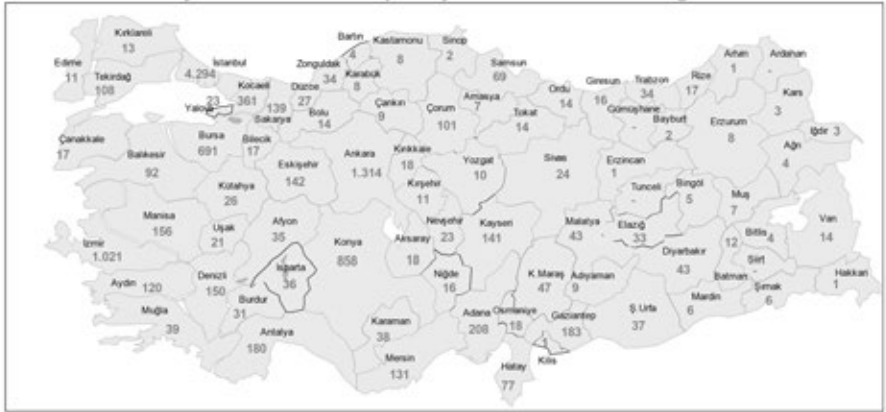 Kırklareli
13
Edirne
11
Tekirdağ
108
İstanbul
4.294
Kocaeli
361
Yalova
23
139
Sakarya
Düzce
27
Zonguldak
34
Bartın
4
Karabük
8
Kastamonu
8
Sinop
2
Samsun
69
Bolu
14
Çankırı
9
Çorum
101
Amasya
7
Tokat
14
Ordu
14
Giresun
16
Trabzon
34
Gümüşhane
-
Rize
17
Bayburt
2
Artvin
1
Ardahan
-
Kars
3
Iğdır 3
Erzurum
8
Ağrı
4
Çanakkale
17
Balıkesir
92
Bursa
691
Bilecik
17
Eskişehir
142
Ankara
1.314
Kırıkkale
18
Kırşehir
11
Yozgat
10
Sivas
24
Erzincan
1
Tunceli
-
Bingöl
5
Muş
7
Kütahya
26
Manisa
156
Uşak
21
Afyon
35
İzmir
1.021
Aydın 120
Denizli
150
Isparta
36
Burdur
31
Muğla
39
Antalya
180
Konya
858
Aksaray
18
Nevşehir
23
Kayseri
141
Niğde
16
Karaman
38
Mersin
131
Adana
208
Osmaniye
18
K.Maraş
47
Malatya
43
Elazığ
33
Adıyaman
9
Gaziantep
183
1
Kilis
Hatay
77
Ş.Urfa
37
Diyarbakır
43
Mardin
6
12
Batman
Bitlis 4
Siirt
-
Van
14
Şırnak
6
Hakkari
1